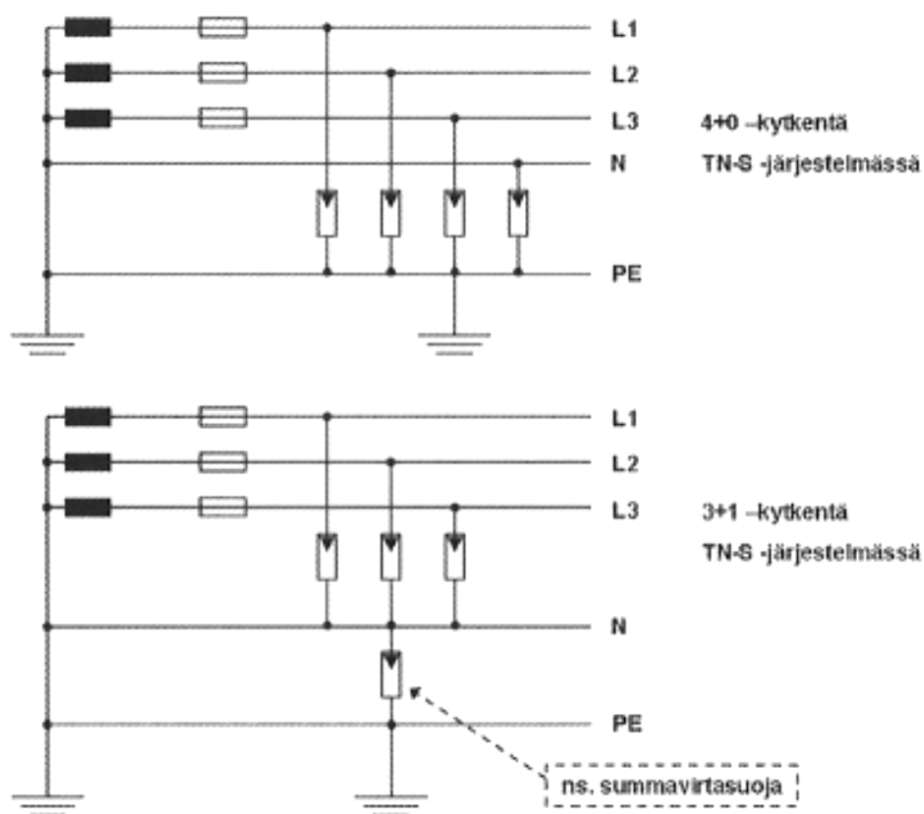 L1
L2
L3
4+0 –kytkentä
N
TN-S -järjestelmässä
PE
L1
L2
L3
3+1 –kytkentä
TN-S -järjestelmässä
N
PE
ns. summavirtasuoja